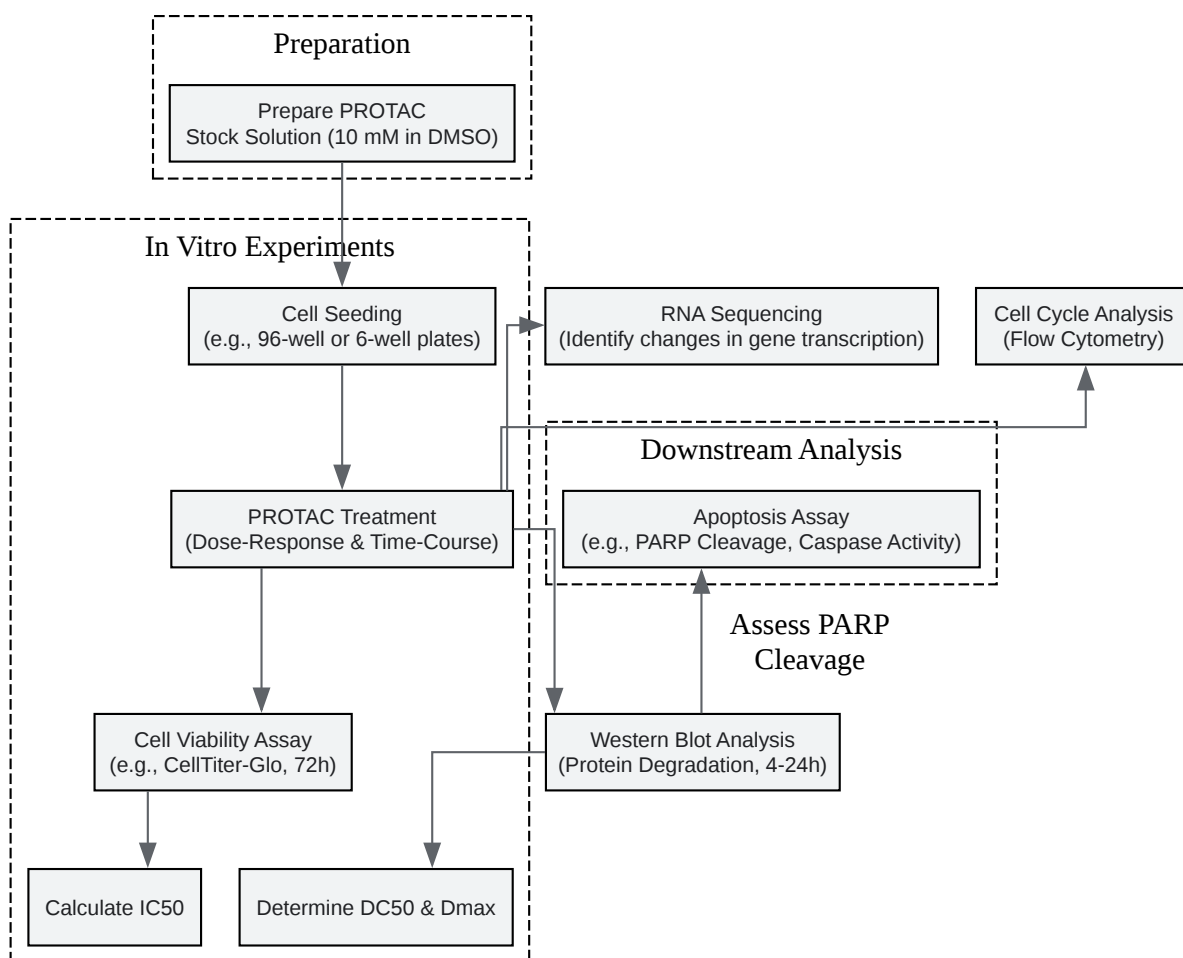 Preparation
Prepare PROTAC
Stock Solution (10 mM in DMSO)
In Vitro Experiments
Cell Seeding
(e.g., 96-well or 6-well plates)
RNA Sequencing
(Identify changes in gene transcription)
Cell Cycle Analysis
(Flow Cytometry)
Downstream Analysis
PROTAC Treatment
(Dose-Response & Time-Course)
Apoptosis Assay
(e.g., PARP Cleavage, Caspase Activity)
Assess PARP
Cleavage
Cell Viability Assay
(e.g., CellTiter-Glo, 72h)
Western Blot Analysis
(Protein Degradation, 4-24h)
Calculate IC50
Determine DC50 & Dmax